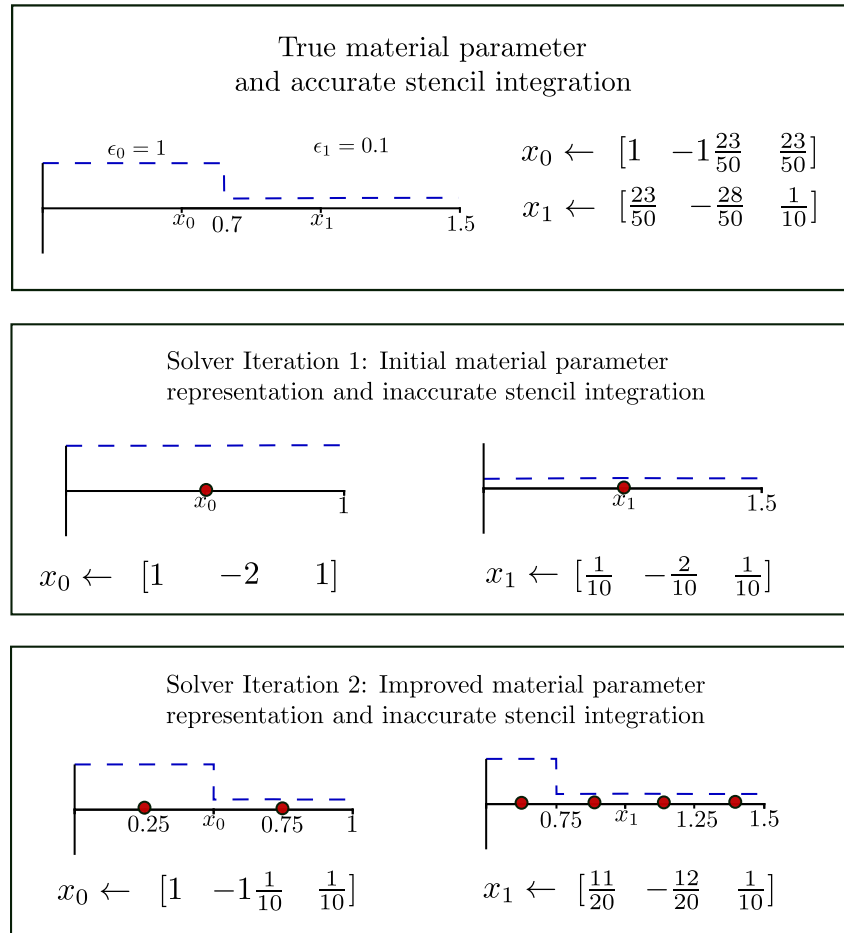 True material parameter
and accurate stencil integration
ϵ₀ = 1
ϵ₁ = 0.1
x₀ ← [1 −1 23/50 23/50]
x₁ ← [23/50 −28/50 1/10]
x₀ 0.7 x₁ 1.5
Solver Iteration 1: Initial material parameter
representation and inaccurate stencil integration
x₀ 1
x₁ 1.5
x₀ ← [1 −2 1]
x₁ ← [1/10 −2/10 1/10]
Solver Iteration 2: Improved material parameter
representation and inaccurate stencil integration
0.25 x₀ 0.75 1
0.75 x₁ 1.25 1.5
x₀ ← [1 −1 1/10 1/10]
x₁ ← [11/20 −12/20 1/10]